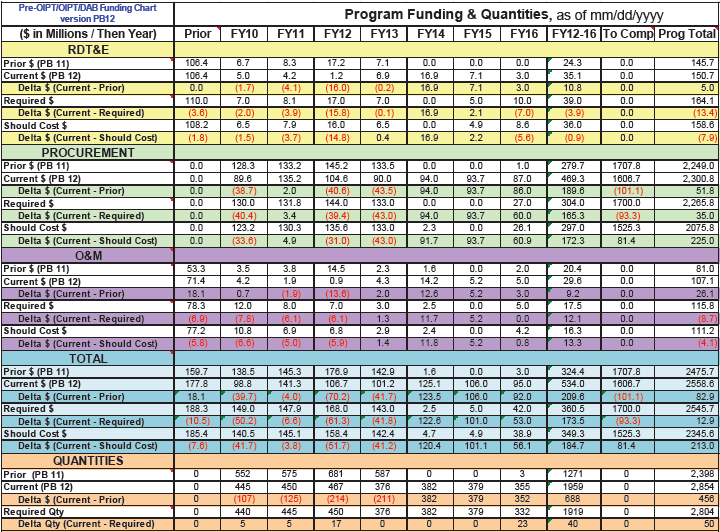 Pre-OIPT/OIPT/DAB Funding Chart
version PB12
Program Funding & Quantities, as of mm/dd/yyyy
($ in Millions / Then Year) Prior FY10 FY11 FY12 FY13 FY14 FY15 FY16 FY12-16 To Comp Prog Total
RDT&E
Prior $ (PB 11) 106.4 6.7 8.3 17.2 7.1 0.0 0.0 0.0 24.3 0.0 145.7
Current $ (PB 12) 106.4 5.0 4.2 1.2 6.9 16.9 7.1 3.0 35.1 0.0 150.7
Delta $ (Current - Prior) 0.0 (1.7) (4.1) (16.0) (0.2) 16.9 7.1 3.0 10.8 0.0 5.0
Required $ 110.0 7.0 8.1 17.0 7.0 0.0 5.0 10.0 39.0 0.0 164.1
Delta $ (Current - Required) (3.6) (2.0) (3.9) (15.8) (0.1) 16.9 2.1 (7.0) (3.9) 0.0 (13.4)
Should Cost $ 108.2 6.5 7.9 16.0 6.5 0.0 4.9 8.6 36.0 0.0 158.6
Delta $ (Current - Should Cost) (1.8) (1.5) (3.7) (14.8) 0.4 16.9 2.2 (5.6) (0.9) 0.0 (7.9)
PROCUREMENT
Prior $ (PB 11) 0.0 128.3 133.2 145.2 133.5 0.0 0.0 1.0 279.7 1707.8 2,249.0
Current $ (PB 12) 0.0 89.6 135.2 104.6 90.0 94.0 93.7 87.0 469.3 1606.7 2,300.8
Delta $ (Current - Prior) 0.0 (38.7) 2.0 (40.6) (43.5) 94.0 93.7 86.0 189.6 (101.1) 51.8
Required $ 0.0 130.0 131.8 144.0 133.0 0.0 0.0 27.0 304.0 1700.0 2,265.8
Delta $ (Current - Required) 0.0 (40.4) 3.4 (39.4) (43.0) 94.0 93.7 60.0 165.3 (93.3) 35.0
Should Cost $ 0.0 123.2 130.3 135.6 133.0 2.3 0.0 26.1 297.0 1525.3 2075.8
Delta $ (Current - Should Cost) 0.0 (33.6) 4.9 (31.0) (43.0) 91.7 93.7 60.9 172.3 81.4 225.0
O&M
Prior $ (PB 11) 53.3 3.5 3.8 14.5 2.3 1.6 0.0 2.0 20.4 0.0 81.0
Current $ (PB 12) 71.4 4.2 1.9 0.9 4.3 14.2 5.2 5.0 29.6 0.0 107.1
Delta $ (Current - Prior) 18.1 0.7 (1.9) (13.6) 2.0 12.6 5.2 3.0 9.2 0.0 26.1
Required $ 78.3 12.0 8.0 7.0 3.0 2.5 0.0 5.0 17.5 0.0 115.8
Delta $ (Current - Required) (6.9) (7.8) (6.1) (6.1) 1.3 11.7 5.2 0.0 12.1 0.0 (8.7)
Should Cost $ 77.2 10.8 6.9 6.8 2.9 2.4 0.0 4.2 16.3 0.0 111.2
Delta $ (Current - Should Cost) (5.8) (6.6) (5.0) (5.9) 1.4 11.8 5.2 0.8 13.3 0.0 (4.1)
TOTAL
Prior $ (PB 11) 159.7 138.5 145.3 176.9 142.9 1.6 0.0 3.0 324.4 1707.8 2475.7
Current $ (PB 12) 177.8 98.8 141.3 106.7 101.2 125.1 106.0 95.0 534.0 1606.7 2558.6
Delta $ (Current - Prior) 18.1 (39.7) (4.0) (70.2) (41.7) 123.5 106.0 92.0 209.6 (101.1) 82.9
Required $ 188.3 149.0 147.9 168.0 143.0 2.5 5.0 42.0 360.5 1700.0 2545.7
Delta $ (Current - Required) (10.5) (50.2) (6.6) (61.3) (41.8) 122.6 101.0 53.0 173.5 (93.3) 12.9
Should Cost $ 185.4 140.5 145.1 158.4 142.4 4.7 4.9 38.9 349.3 1525.3 2345.6
Delta $ (Current - Should Cost) (7.6) (41.7) (3.8) (51.7) (41.2) 120.4 101.1 56.1 184.7 81.4 213.0
QUANTITIES
Prior (PB 11) 0 552 575 681 587 0 0 3 1271 0 2,398
Current (PB 12) 0 445 450 467 376 382 379 355 1959 0 2,854
Delta $ (Current - Prior) 0 (107) (125) (214) (211) 382 379 352 688 0 456
Required Qty 0 440 445 450 376 382 379 332 1919 0 2,804
Delta Qty (Current - Required) 0 5 5 17 0 0 0 23 40 0 50